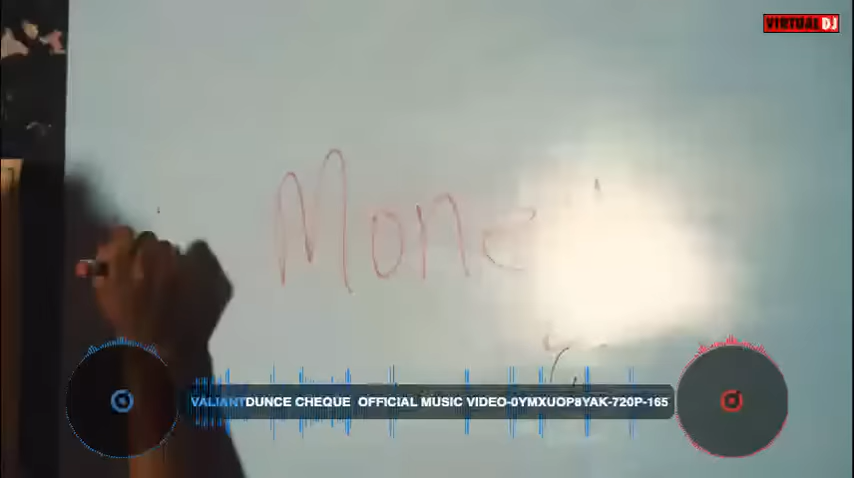 VIRTUAL DJ
Mone
VALIANTDUNCE CHEQUE  OFFICIAL MUSIC VIDEO-0YMXUOP8YAK-720P-165